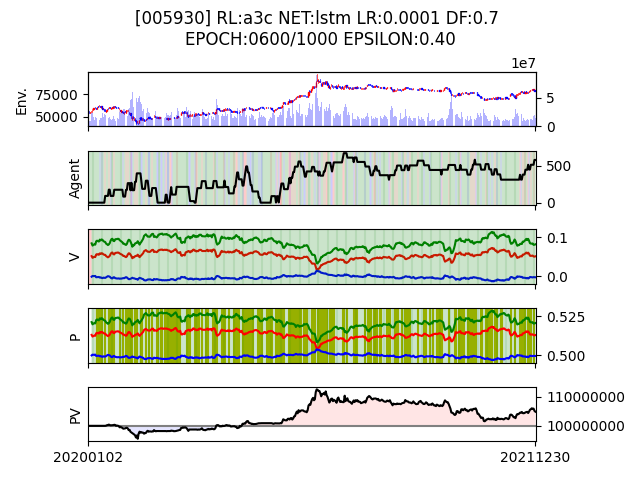 [005930] RL:a3c NET:lstm LR:0.0001 DF:0.7
EPOCH:0600/1000 EPSILON:0.40
1e7
Env.
75000
50000
5
0
Agent
500
0
V
0.1
0.0
P
0.525
0.500
PV
110000000
100000000
20200102
20211230